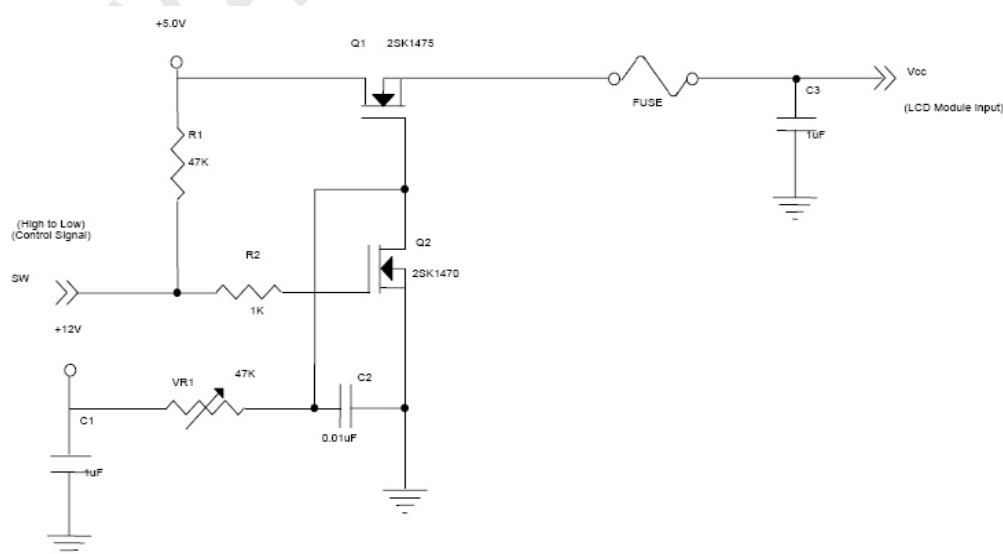 +5.0V
Q1 2SK1475
Vcc
FUSE
C3
(LCD Module Input)
R1
1uF
47K
(High to Low)
(Control Signal)
Q2
R2
SW
2SK1470
1K
+12V
47K
VR1
C2
C1
0.01uF
1uF